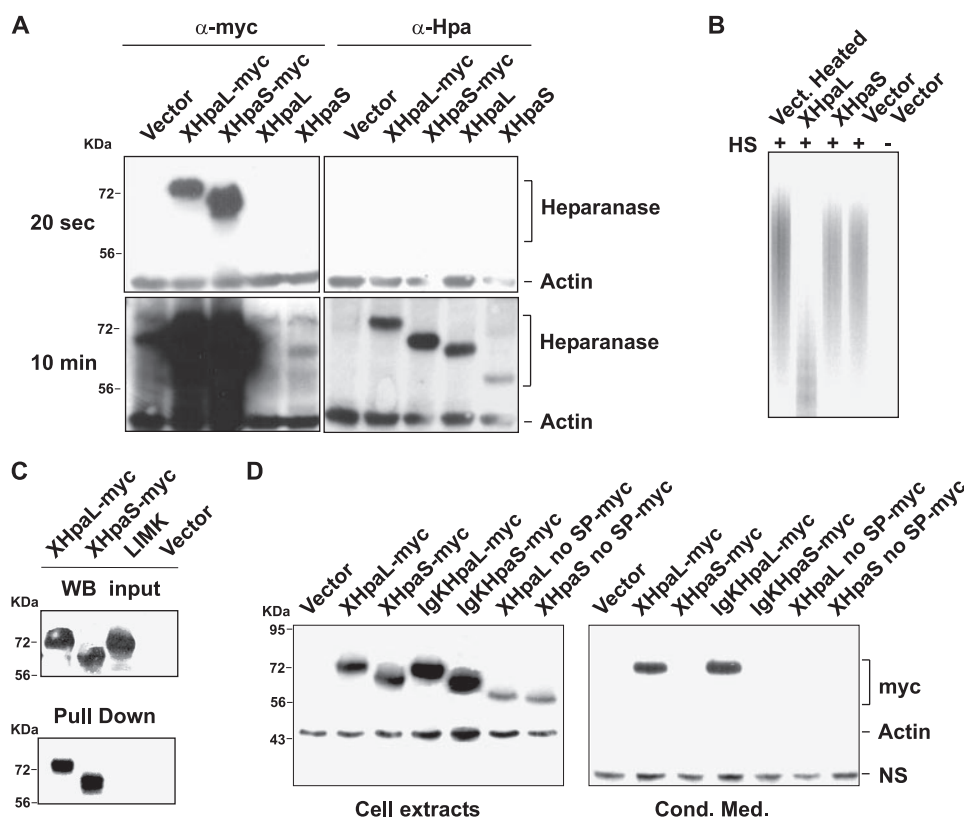 A
α-myc
α-Hpa
Vector
XHpaL-myc
XHpaS-myc
XHpaL
XHpaS
Vector
XHpaL-myc
XHpaS-myc
XHpaL
XHpaS
KDa
20 sec
72
56
Heparanase
Actin
10 min
72
56
Heparanase
Actin
B
Vect. Heated
XHpaL
XHpaS
Vector
Vector
HS + + + + -
C
XHpaL-myc
XHpaS-myc
LIMK
Vector
WB input
KDa
72
56
Pull Down
KDa
72
56
D
Vector
XHpaL-myc
XHpaS-myc
IgKHpaL-myc
IgKHpaS-myc
XHpaL no SP-myc
XHpaS no SP-myc
Vector
XHpaL-myc
XHpaS-myc
IgKHpaL-myc
IgKHpaS-myc
XHpaL no SP-myc
XHpaS no SP-myc
KDa
95
72
56
43
myc
Actin
NS
Cell extracts
Cond. Med.